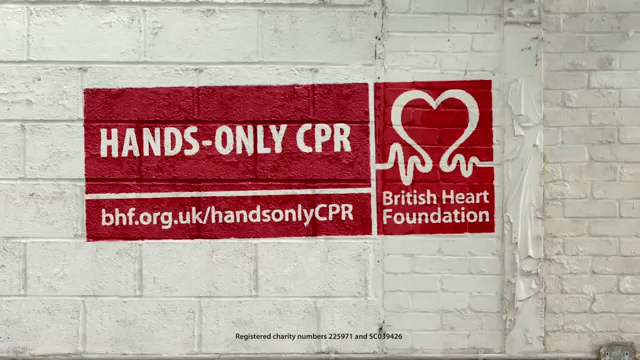 HANDS-ONLY CPR
bhf.org.uk/handsonlyCPR
British Heart
Foundation
Registered charity numbers 225971 and SC039426